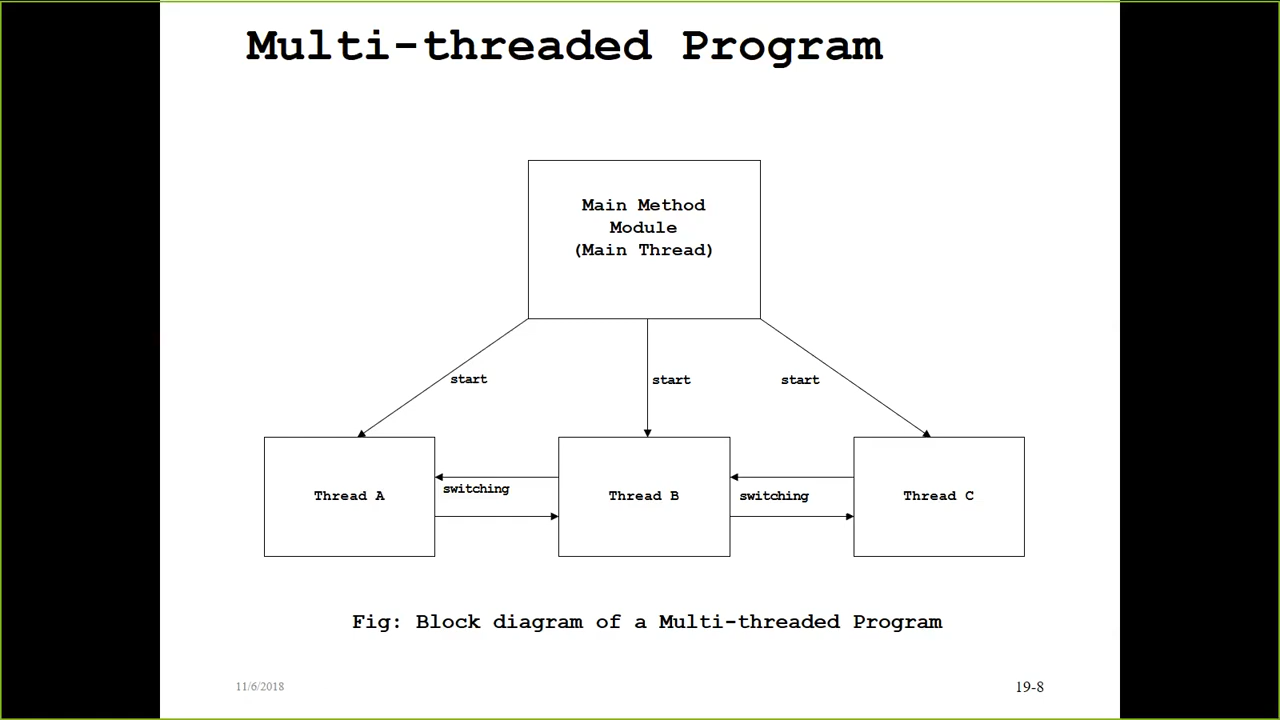 Multi-threaded Program
Main Method
Module
(Main Thread)
start
start
start
Thread A
switching
Thread B
switching
Thread C
Fig: Block diagram of a Multi-threaded Program
11/6/2018
19-8